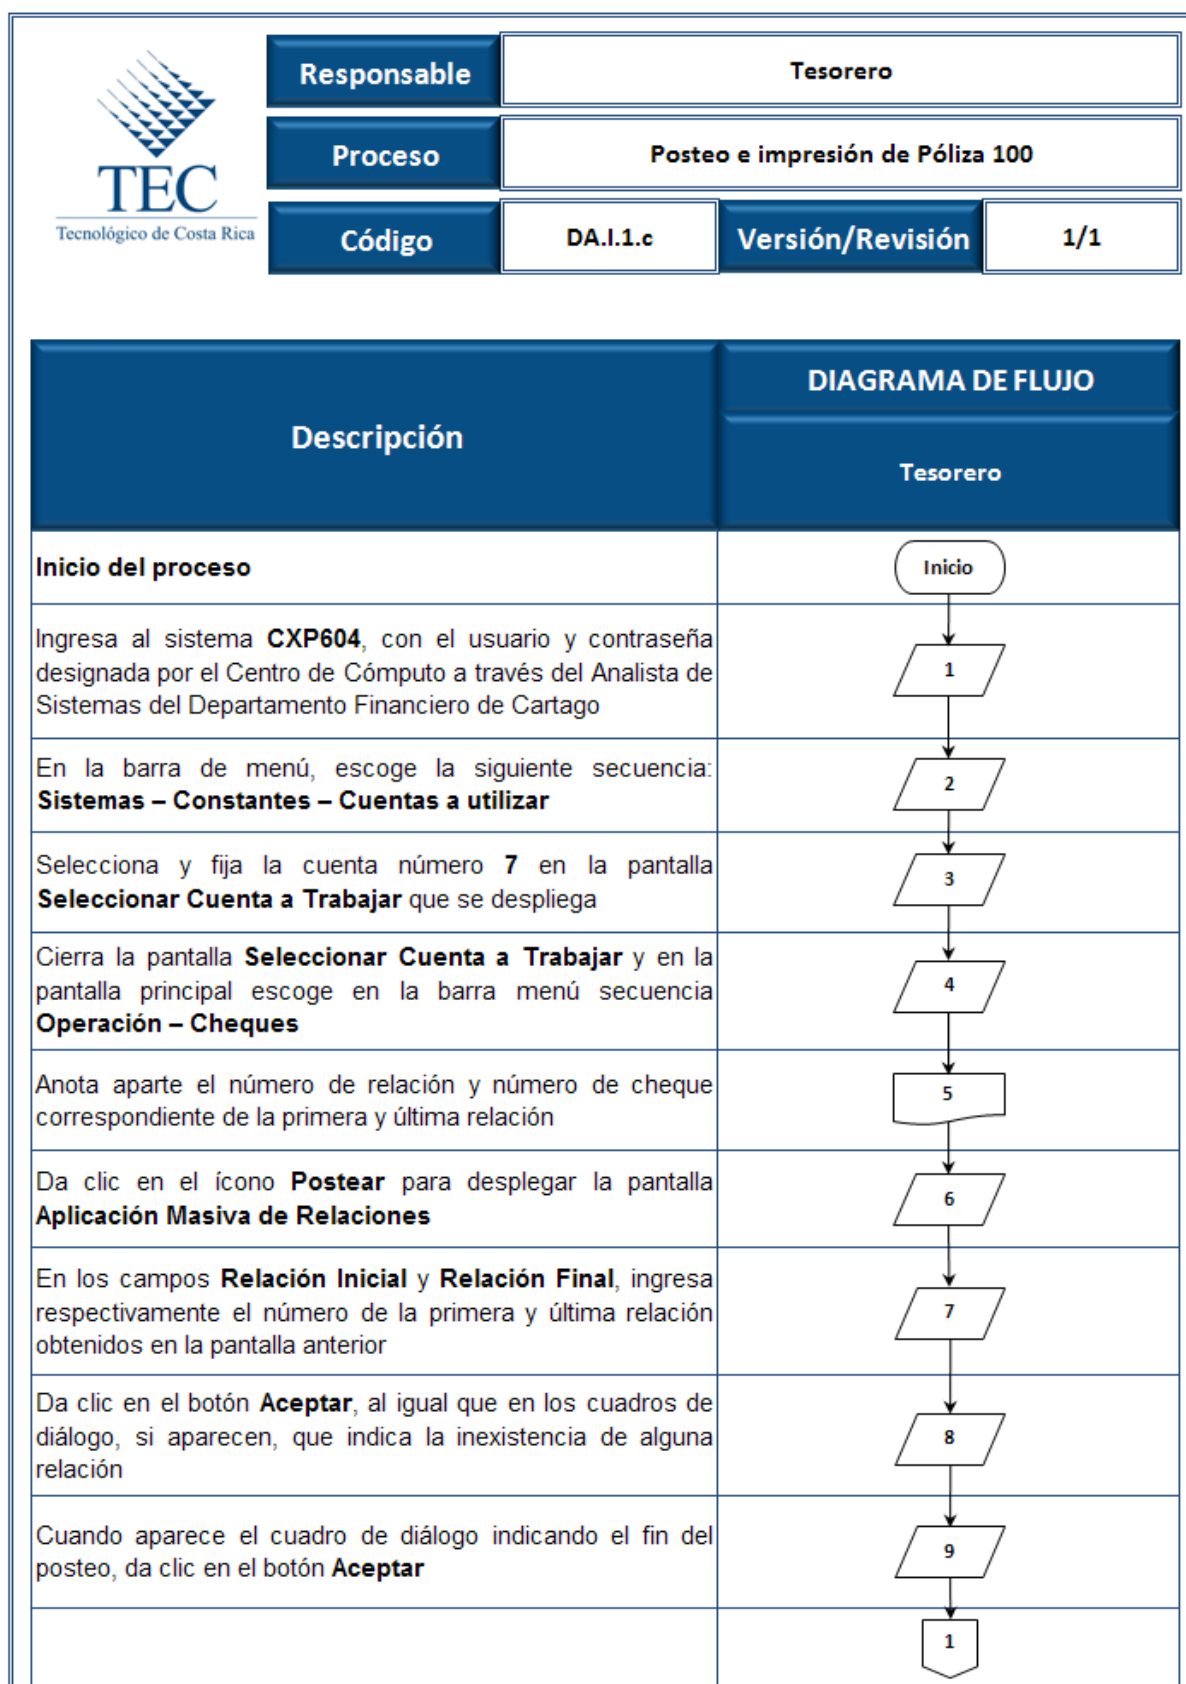 TEC
Tecnológico de Costa Rica
Responsable
Tesorero
Proceso
Posteo e impresión de Póliza 100
Código
DA.I.1.c
Versión/Revisión
1/1
Descripción
DIAGRAMA DE FLUJO
Tesorero
Inicio del proceso
Inicio
Ingresa al sistema CXP604, con el usuario y contraseña
designada por el Centro de Cómputo a través del Analista de
Sistemas del Departamento Financiero de Cartago
1
En la barra de menú, escoge la siguiente secuencia:
Sistemas – Constantes – Cuentas a utilizar
2
Selecciona y fija la cuenta número 7 en la pantalla
Seleccionar Cuenta a Trabajar que se despliega
3
Cierra la pantalla Seleccionar Cuenta a Trabajar y en la
pantalla principal escoge en la barra menú secuencia
Operación – Cheques
4
Anota aparte el número de relación y número de cheque
correspondiente de la primera y última relación
5
Da clic en el ícono Postear para desplegar la pantalla
Aplicación Masiva de Relaciones
6
En los campos Relación Inicial y Relación Final, ingresa
respectivamente el número de la primera y última relación
obtenidos en la pantalla anterior
7
Da clic en el botón Aceptar, al igual que en los cuadros de
diálogo, si aparecen, que indica la inexistencia de alguna
relación
8
Cuando aparece el cuadro de diálogo indicando el fin del
posteo, da clic en el botón Aceptar
9
1